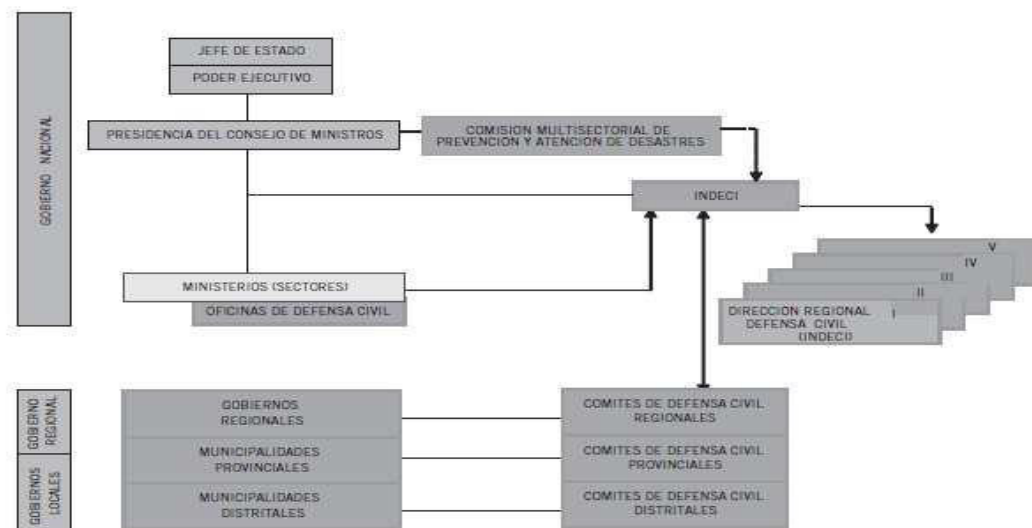 JEFE DE ESTADO
PODER EJECUTIVO
PRESIDENCIA DEL CONSEJO DE MINISTROS
COMISION MULTISECTORIAL DE
PREVENCION Y ATENCION DE DESASTRES
GOBIERNO NACIONAL
INDECI
V
IV
III
II
I
MINISTERIOS (SECTORES)
OFICINAS DE DEFENSA CIVIL
DIRECCION REGIONAL
DEFENSA CIVIL
(INDECI)
GOBIERNO
REGIONAL
GOBIERNOS
REGIONALES
COMITES DE DEFENSA CIVIL
REGIONALES
GOBIERNOS
LOCALES
MUNICIPALIDADES
PROVINCIALES
COMITES DE DEFENSA CIVIL
PROVINCIALES
MUNICIPALIDADES
DISTRITALES
COMITES DE DEFENSA CIVIL
DISTRITALES